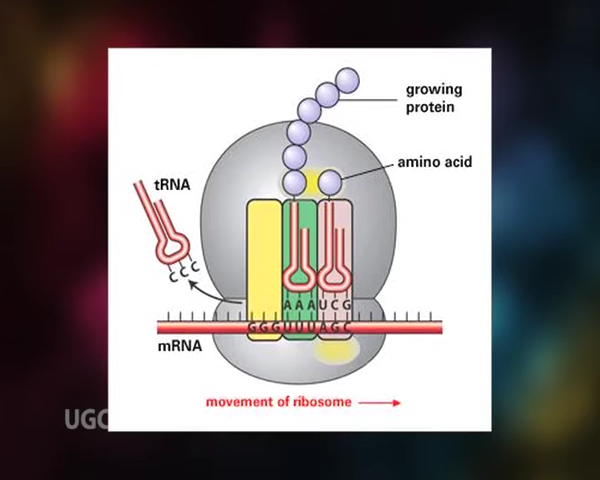 growing
protein
amino acid
tRNA
CCC
AAAUCG
GGGUUUAGC
mRNA
movement of ribosome
UGC